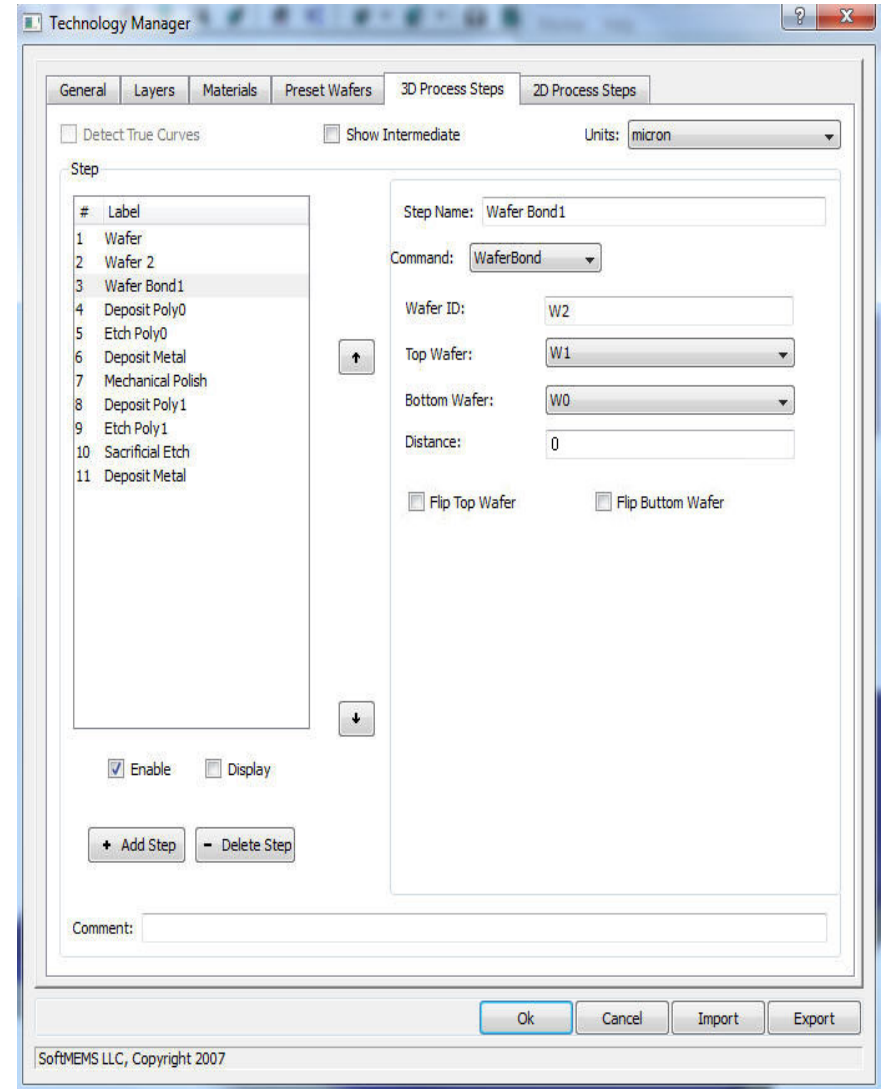 Technology Manager
?
X
General Layers Materials Preset Wafers 3D Process Steps 2D Process Steps
Detect True Curves Show Intermediate Units: micron
Step
# Label
1 Wafer
2 Wafer 2
3 Wafer Bond1
4 Deposit Poly0
5 Etch Poly0
6 Deposit Metal
7 Mechanical Polish
8 Deposit Poly1
9 Etch Poly1
10 Sacrificial Etch
11 Deposit Metal
Enable Display
+ Add Step - Delete Step
Step Name: Wafer Bond1
Command: WaferBond
Wafer ID: W2
Top Wafer: W1
Bottom Wafer: W0
Distance: 0
Flip Top Wafer Flip Buttom Wafer
Comment:
Ok Cancel Import Export
SoftMEMS LLC, Copyright 2007